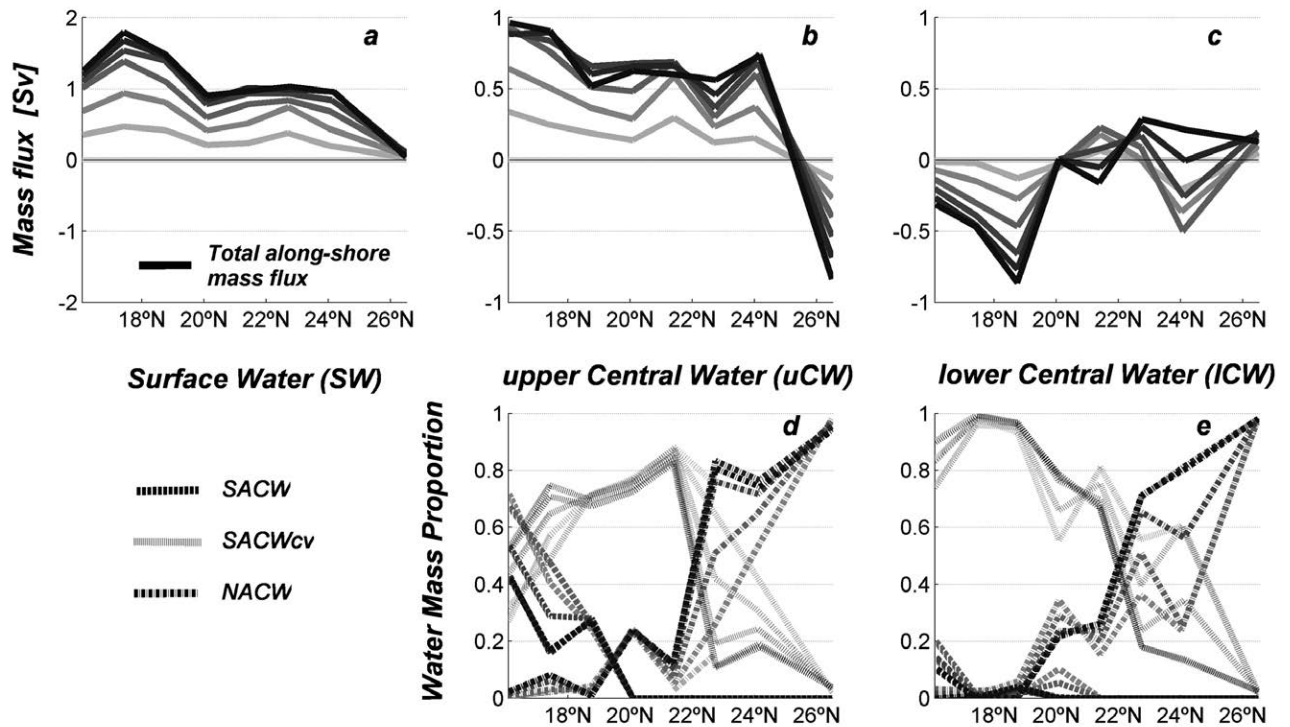 2
1
0
1
-2
Mass flux [Sv]
a
Total along-shore
mass flux
18ºN 20ºN 22ºN 24ºN 26ºN
Surface Water (SW)
1
0.5
0
-0.5
-1
b
18ºN 20ºN 22ºN 24ºN 26ºN
upper Central Water (uCW)
1
0.5
0
-0.5
-1
c
18ºN 20ºN 22ºN 24ºN 26ºN
lower Central Water (lCW)
SACW
SACWcv
NACW
Water Mass Proportion
1
0.8
0.6
0.4
0.2
0
d
18ºN 20ºN 22ºN 24ºN 26ºN
1
0.8
0.6
0.4
0.2
0
e
18ºN 20ºN 22ºN 24ºN 26ºN